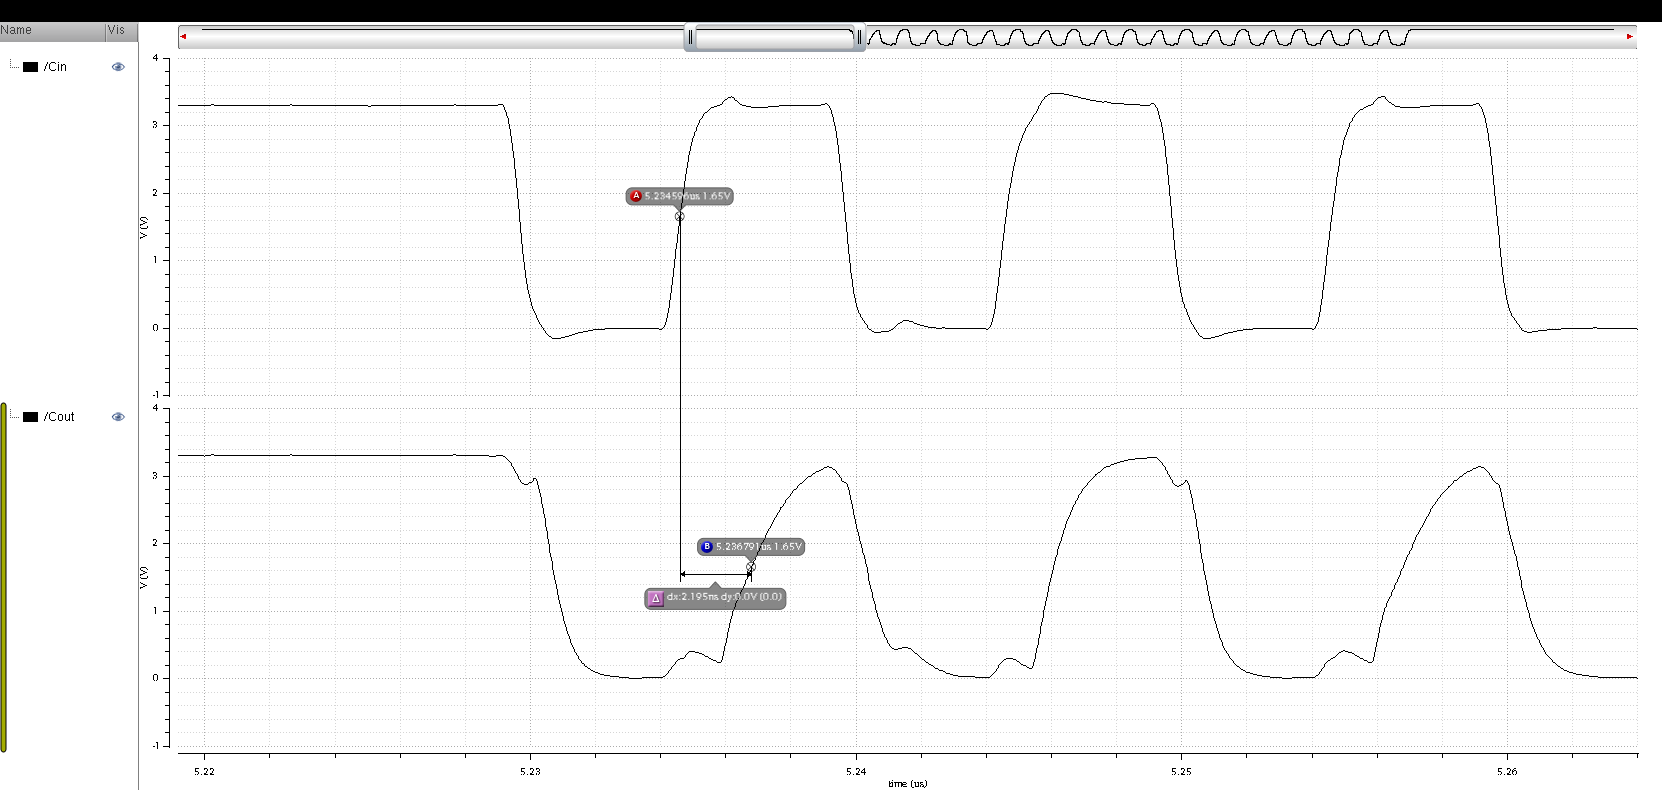 Name Vis
/Cin
4
3
2
1
0
-1
V (V)
A 5.234596us 1.65V
/Cout
4
3
2
1
0
-1
V (V)
B 5.236791us 1.65V
dx:2.195ns dy:0.0V (0.0)
5.22 5.23 5.24 5.25 5.26
time (us)